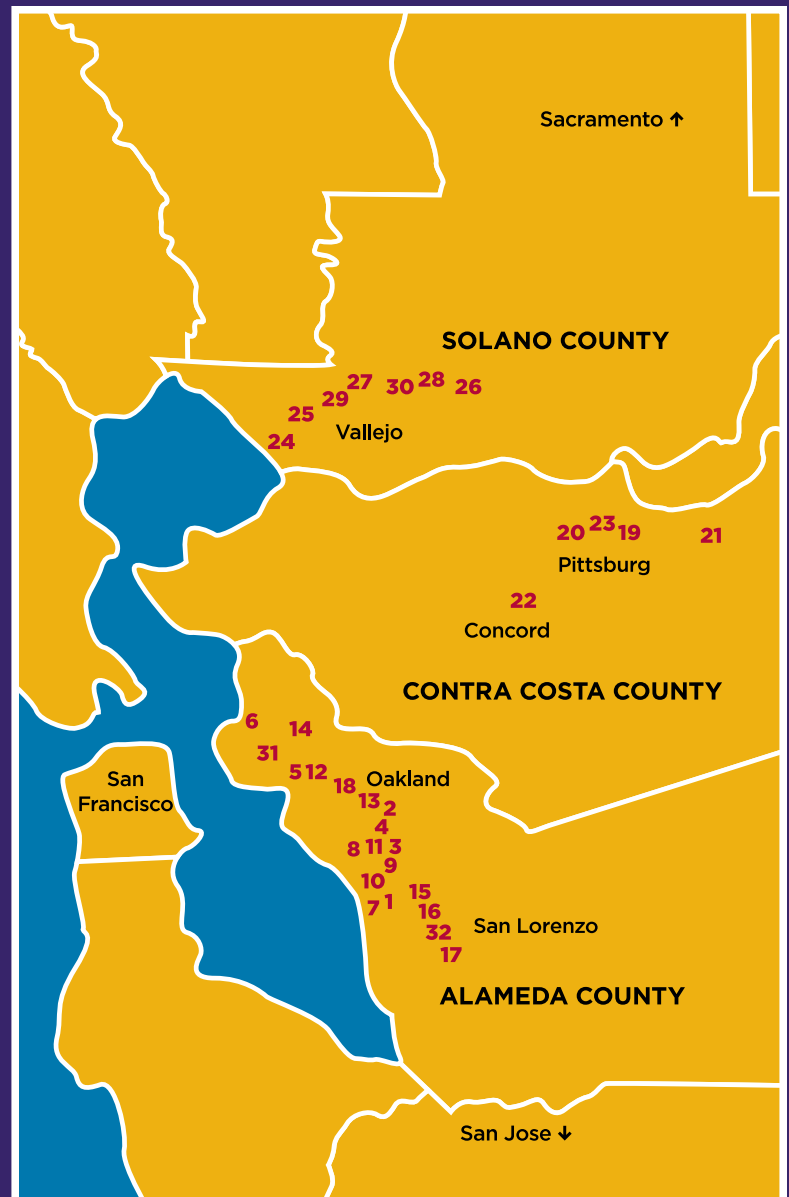 Sacramento ↑
SOLANO COUNTY
27
30
28
26
29
25
24
Vallejo
20
23
19
21
Pittsburg
22
Concord
CONTRA COSTA COUNTY
6
14
31
5
12
18
Oakland
San
Francisco
13
2
4
8
11
3
9
10
15
7
1
16
32
17
San Lorenzo
ALAMEDA COUNTY
San Jose ↓